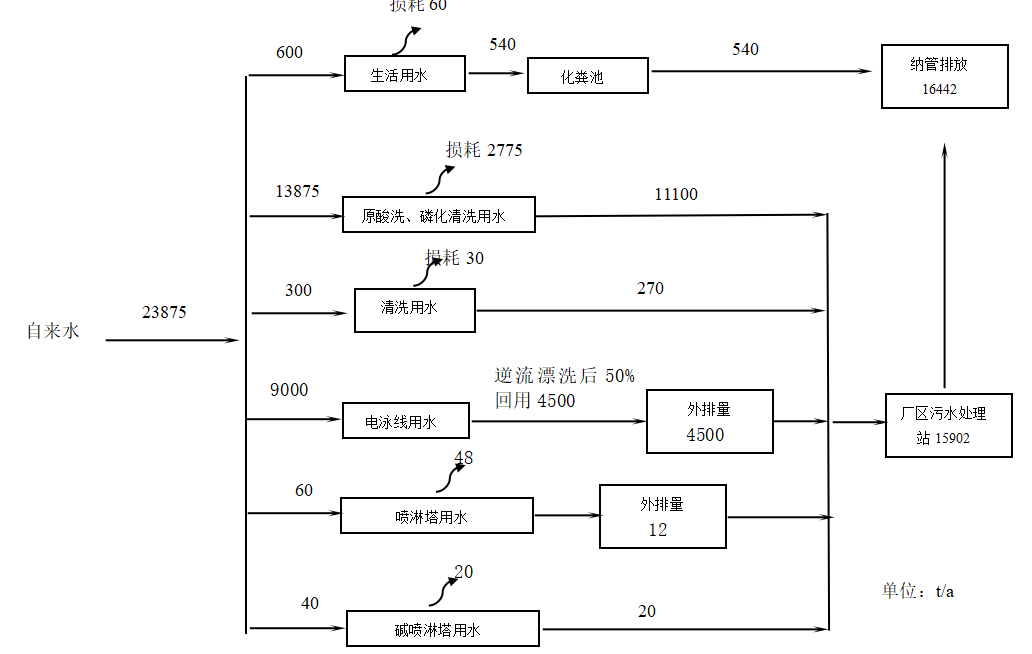 损耗 60
600
生活用水
540
化粪池
540
纳管排放
16442
损耗 2775
13875
原酸洗、磷化清洗用水
11100
损耗 30
300
清洗用水
270
自来水
23875
9000
电泳线用水
逆流漂洗后 50%
回用 4500
外排量
4500
厂区污水处理
站 15902
48
60
喷淋塔用水
外排量
12
20
40
碱喷淋塔用水
20
单位：t/a